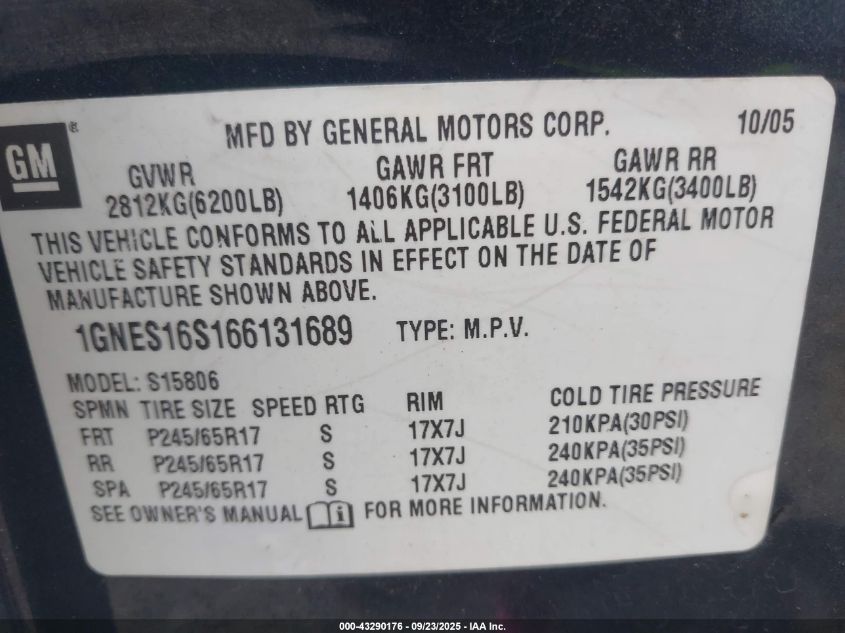 GM®
MFD BY GENERAL MOTORS CORP. 10/05
GVWR GAWR FRT GAWR RR
2812KG(6200LB) 1406KG(3100LB) 1542KG(3400LB)
THIS VEHICLE CONFORMS TO ALL APPLICABLE U.S. FEDERAL MOTOR
VEHICLE SAFETY STANDARDS IN EFFECT ON THE DATE OF
MANUFACTURE SHOWN ABOVE.
1GNES16S166131689 TYPE: M.P.V.
MODEL: S15806
SPMN TIRE SIZE SPEED RTG RIM COLD TIRE PRESSURE
FRT P245/65R17 S 17X7J 210KPA(30PSI)
RR P245/65R17 S 17X7J 240KPA(35PSI)
SPA P245/65R17 S 17X7J 240KPA(35PSI)
SEE OWNER'S MANUAL i FOR MORE INFORMATION.
000-43290176 - 09/23/2025 - IAA Inc.